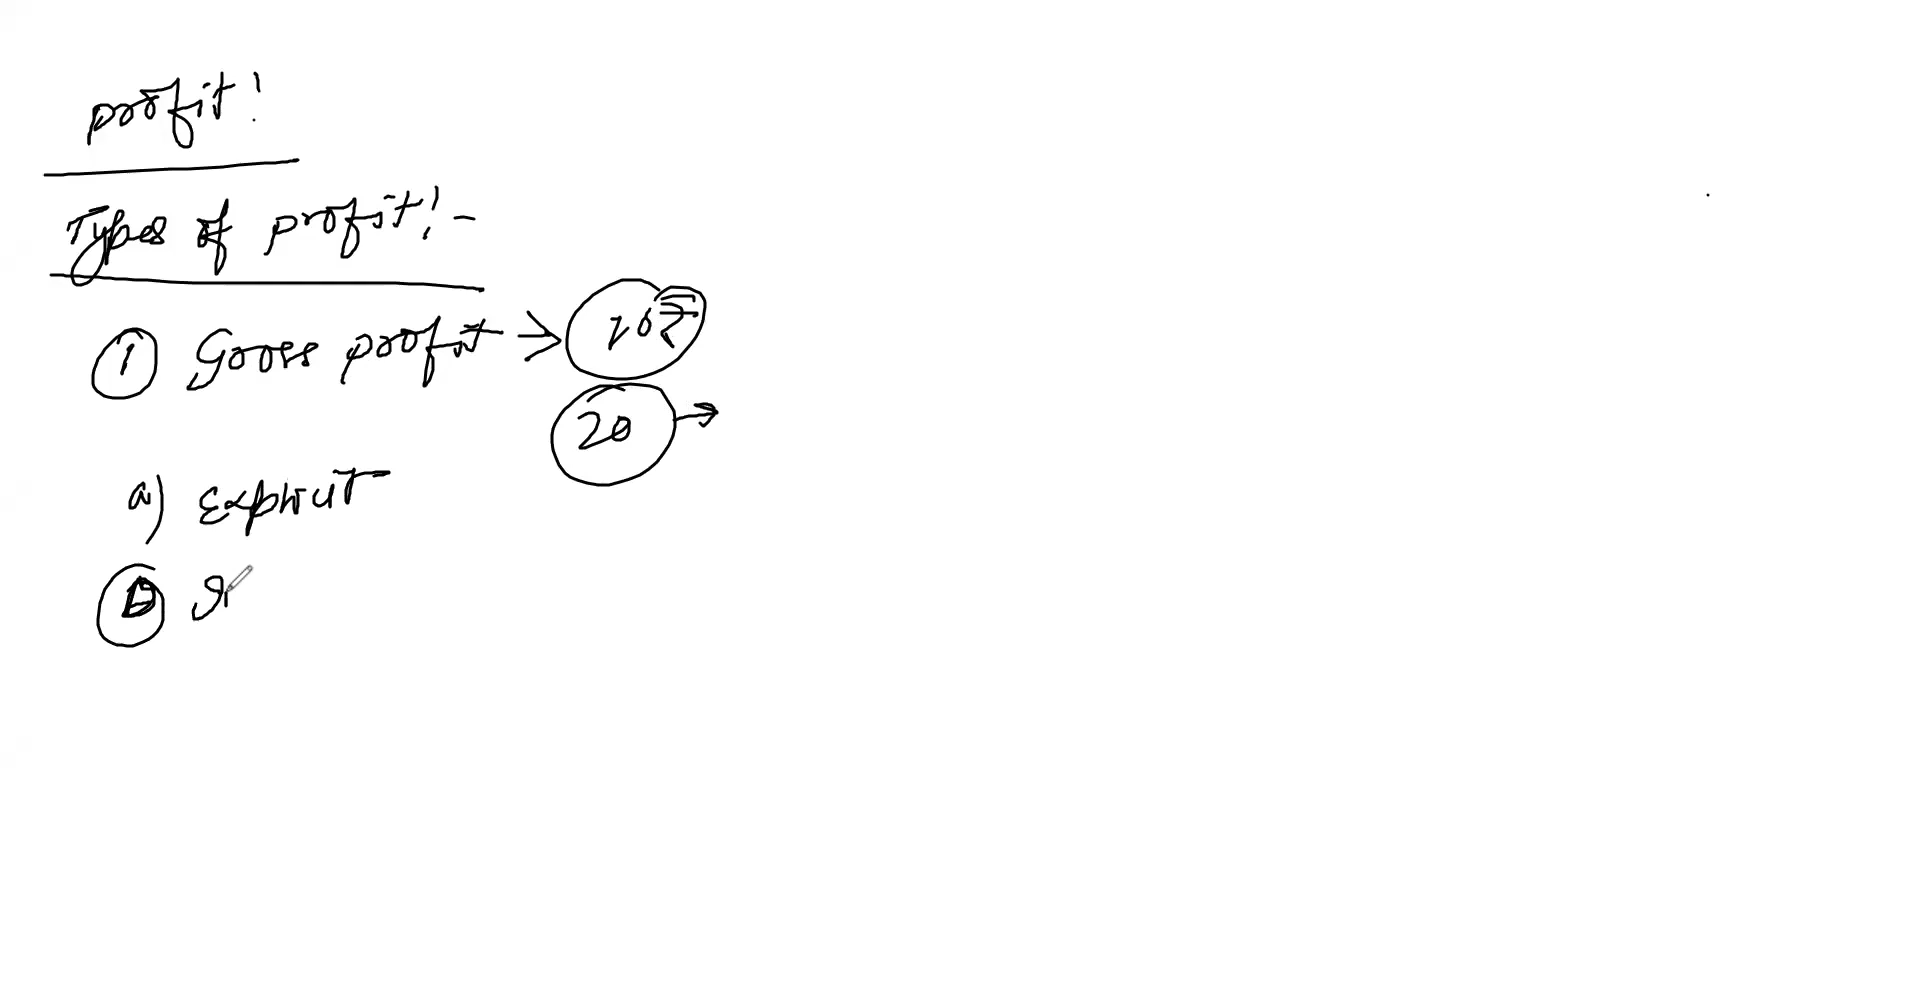 profit :
Types of profit :-
① Gross profit → 10₹
20 →
a) Explicit